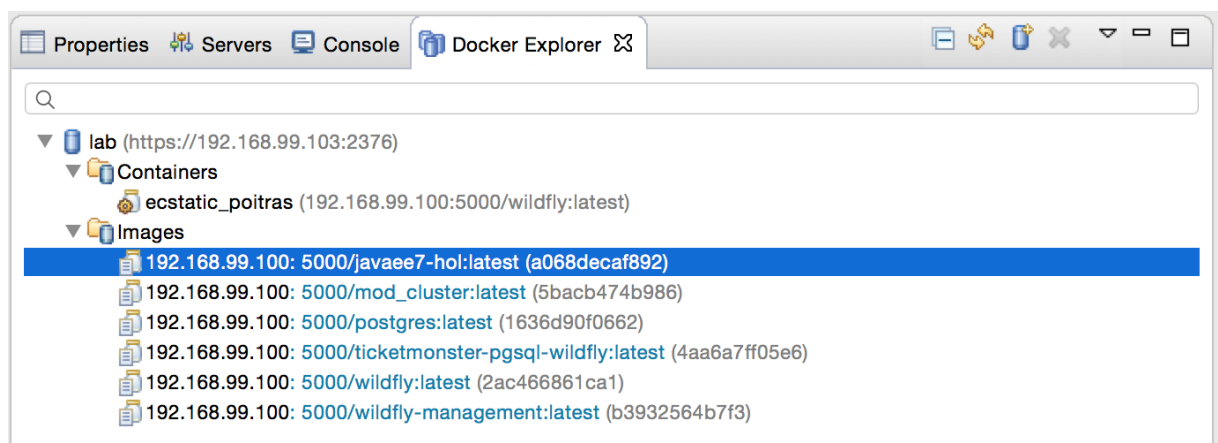 Properties Servers Console Docker Explorer
lab (https://192.168.99.103:2376)
Containers
ecstatic_poitras (192.168.99.100:5000/wildfly:latest)
Images
192.168.99.100: 5000/javaee7-hol:latest (a068decaf892)
192.168.99.100: 5000/mod_cluster:latest (5bacb474b986)
192.168.99.100: 5000/postgres:latest (1636d90f0662)
192.168.99.100: 5000/ticketmonster-pgsql-wildfly:latest (4aa6a7ff05e6)
192.168.99.100: 5000/wildfly:latest (2ac466861ca1)
192.168.99.100: 5000/wildfly-management:latest (b3932564b7f3)